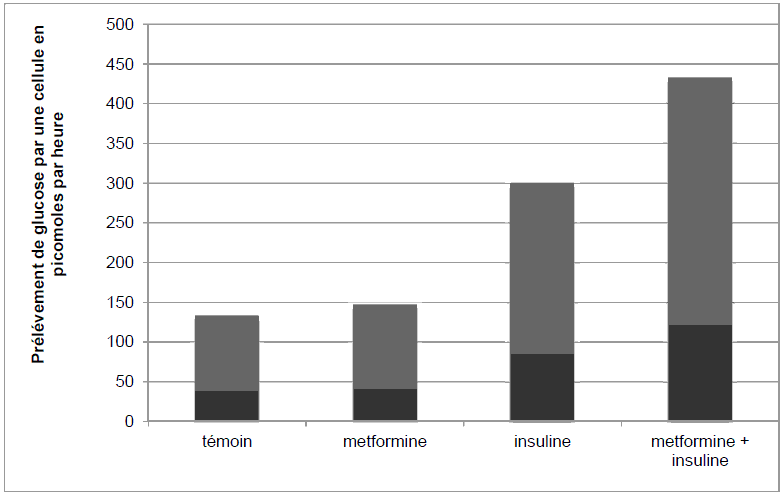 Prélévement de glucose par une cellule en
picomoles par heure
500
450
400
350
300
250
200
150
100
50
0
témoin
metformine
insuline
metformine +
insuline